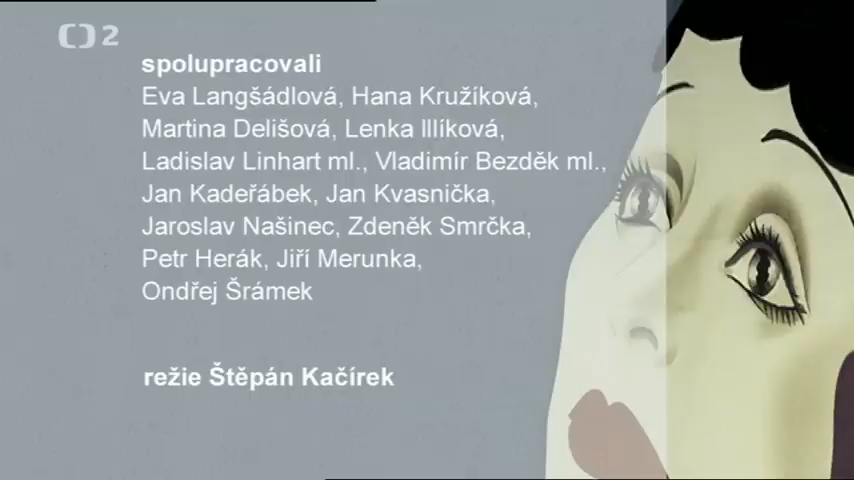 2
spolupracovali
Eva Langšádlová, Hana Kružíková,
Martina Delišová, Lenka Illíková,
Ladislav Linhart ml., Vladimír Bezděk ml.,
Jan Kadeřábek, Jan Kvasnička,
Jaroslav Našinec, Zdeněk Smrčka,
Petr Herák, Jiří Merunka,
Ondřej Šrámek
režie Štěpán Kačírek